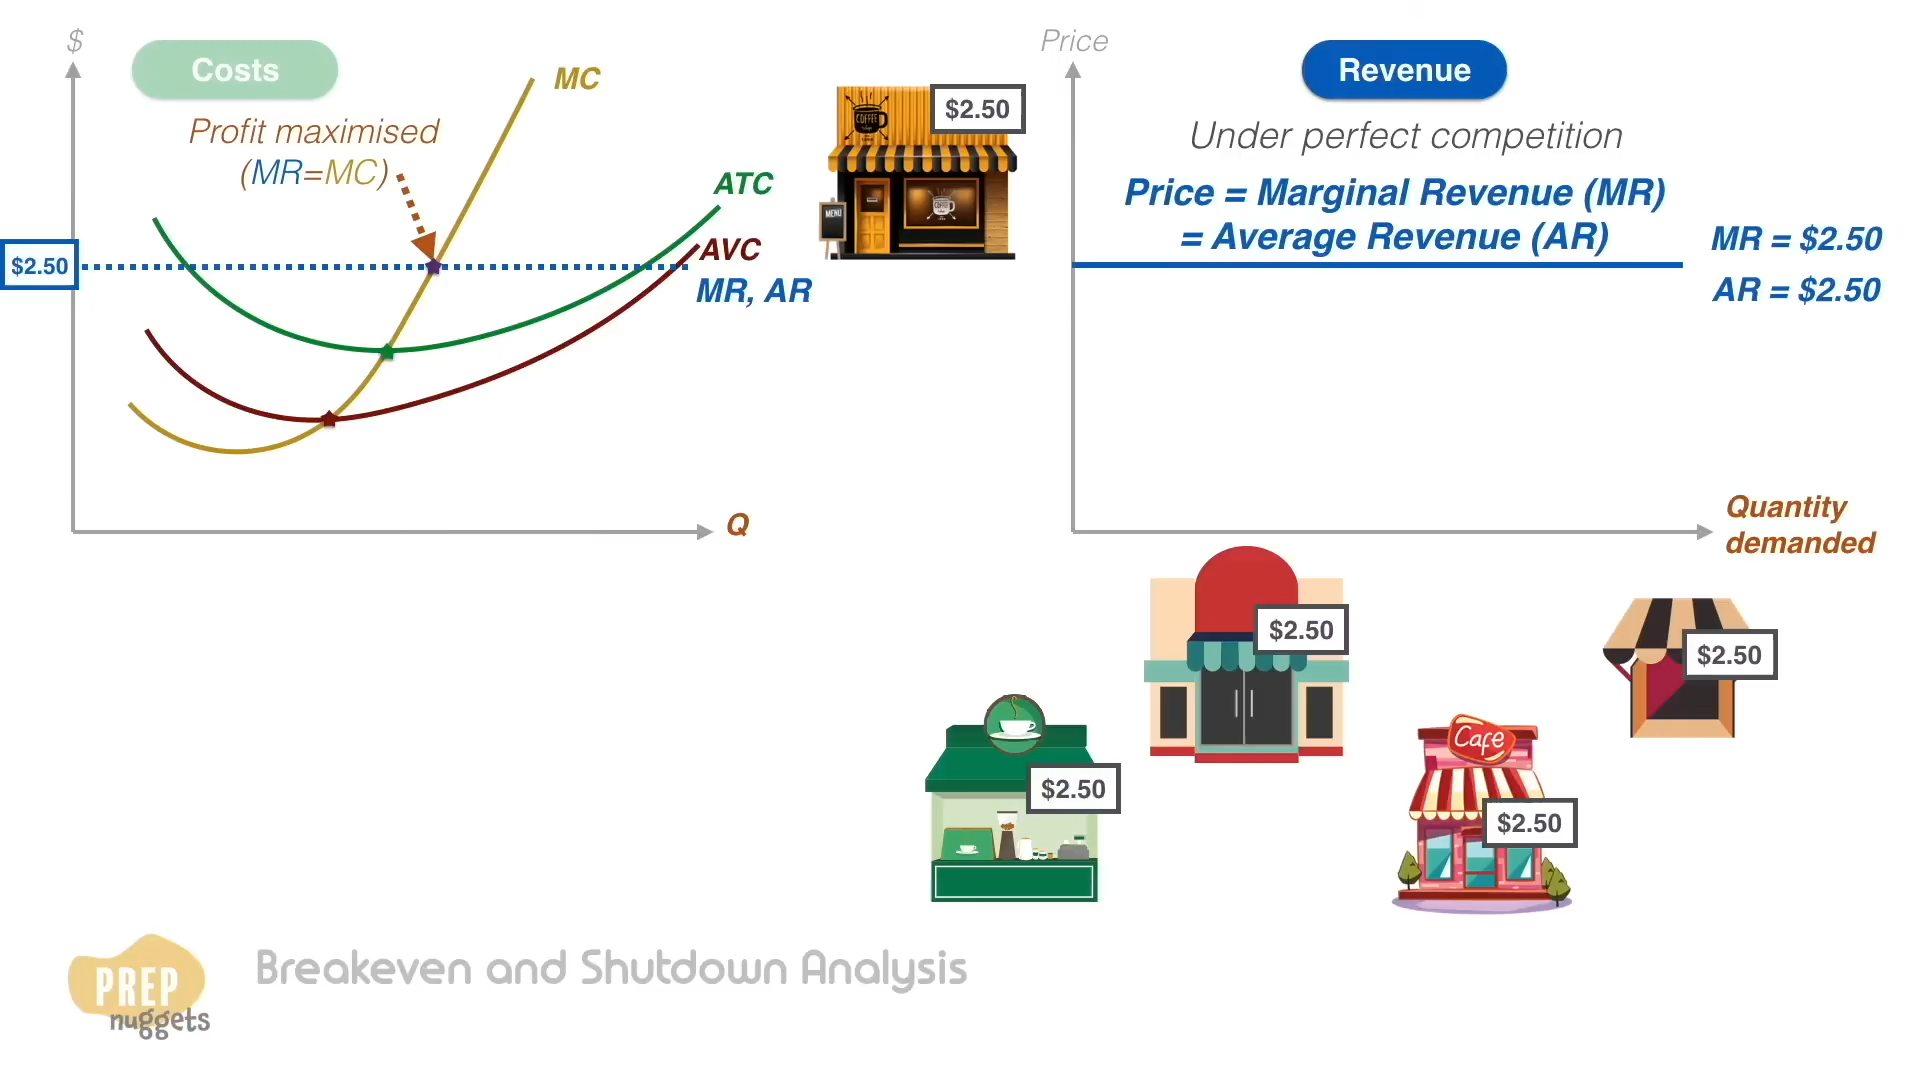 $
Costs
MC
Profit maximised
(MR=MC)
ATC
AVC
$2.50
MR, AR
Q
COFFEE
$2.50
MENU
Price
Revenue
Under perfect competition
Price = Marginal Revenue (MR)
= Average Revenue (AR)
MR = $2.50
AR = $2.50
Quantity
demanded
$2.50
$2.50
$2.50
Cafe
$2.50
PREP
nuggets
Breakeven and Shutdown Analysis